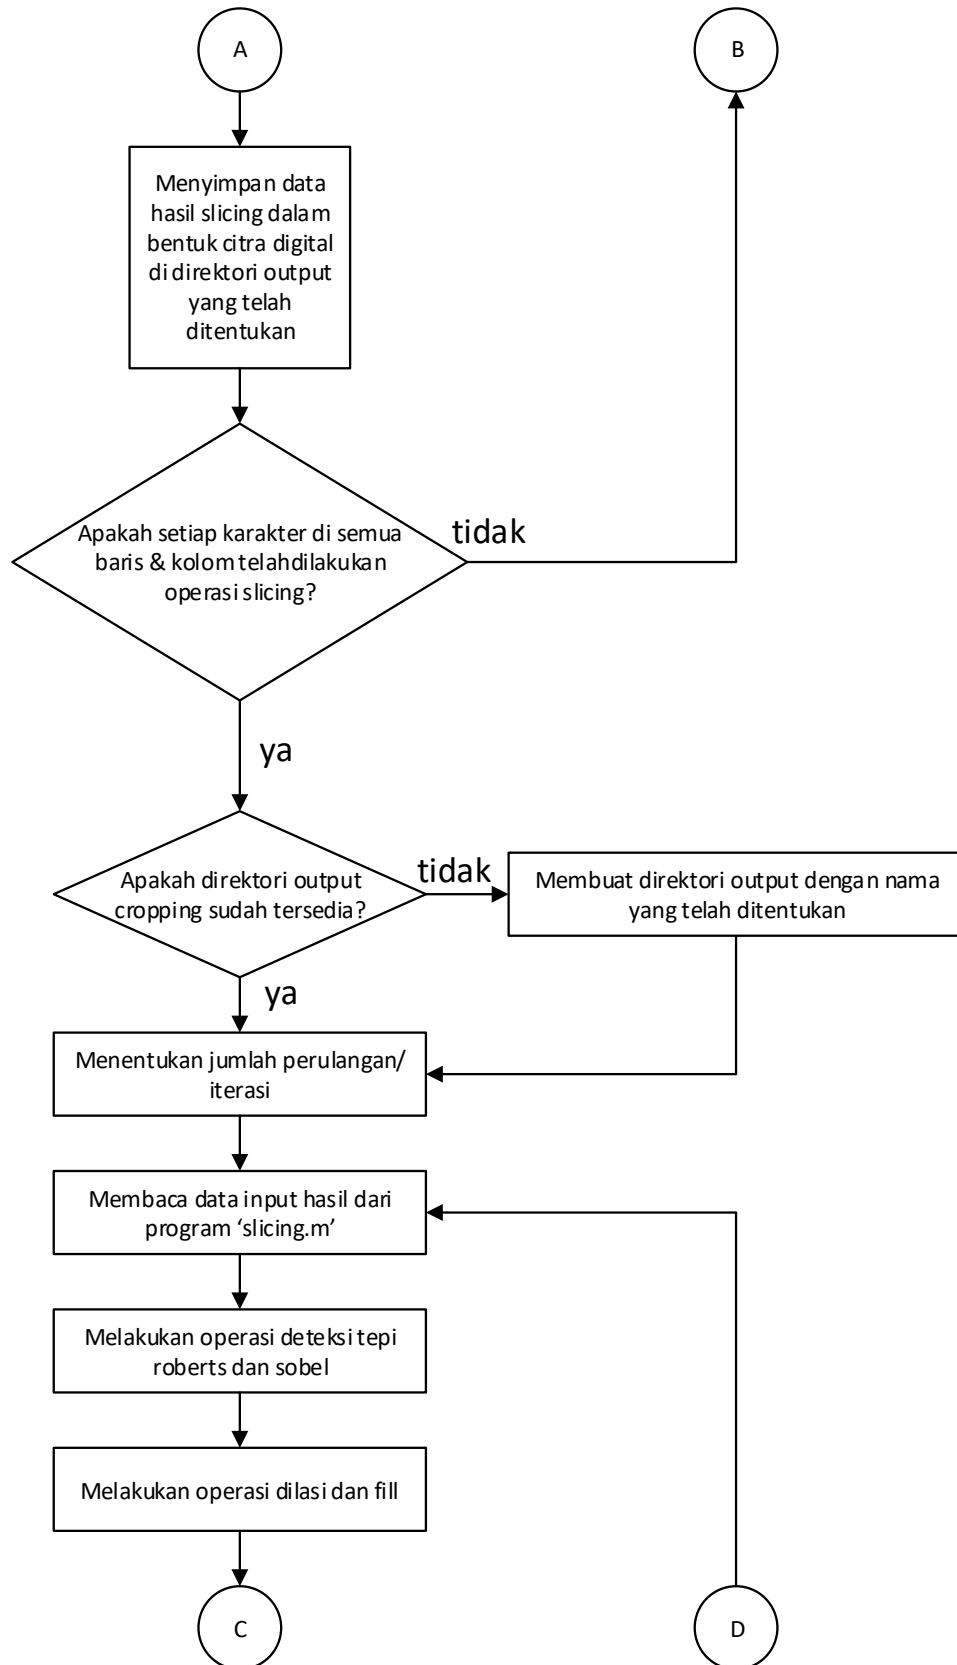 A
B
Menyimpan data
hasil slicing dalam
bentuk citra digital
di direktori output
yang telah
ditentukan
Apakah setiap karakter di semua
baris & kolom telahdilakukan
operasi slicing?
tidak
ya
Apakah direktori output
cropping sudah tersedia?
tidak
Membuat direktori output dengan nama
yang telah ditentukan
ya
Menentukan jumlah perulangan/
iterasi
Membaca data input hasil dari
program ‘slicing.m’
Melakukan operasi deteksi tepi
roberts dan sobel
Melakukan operasi dilasi dan fill
C
D